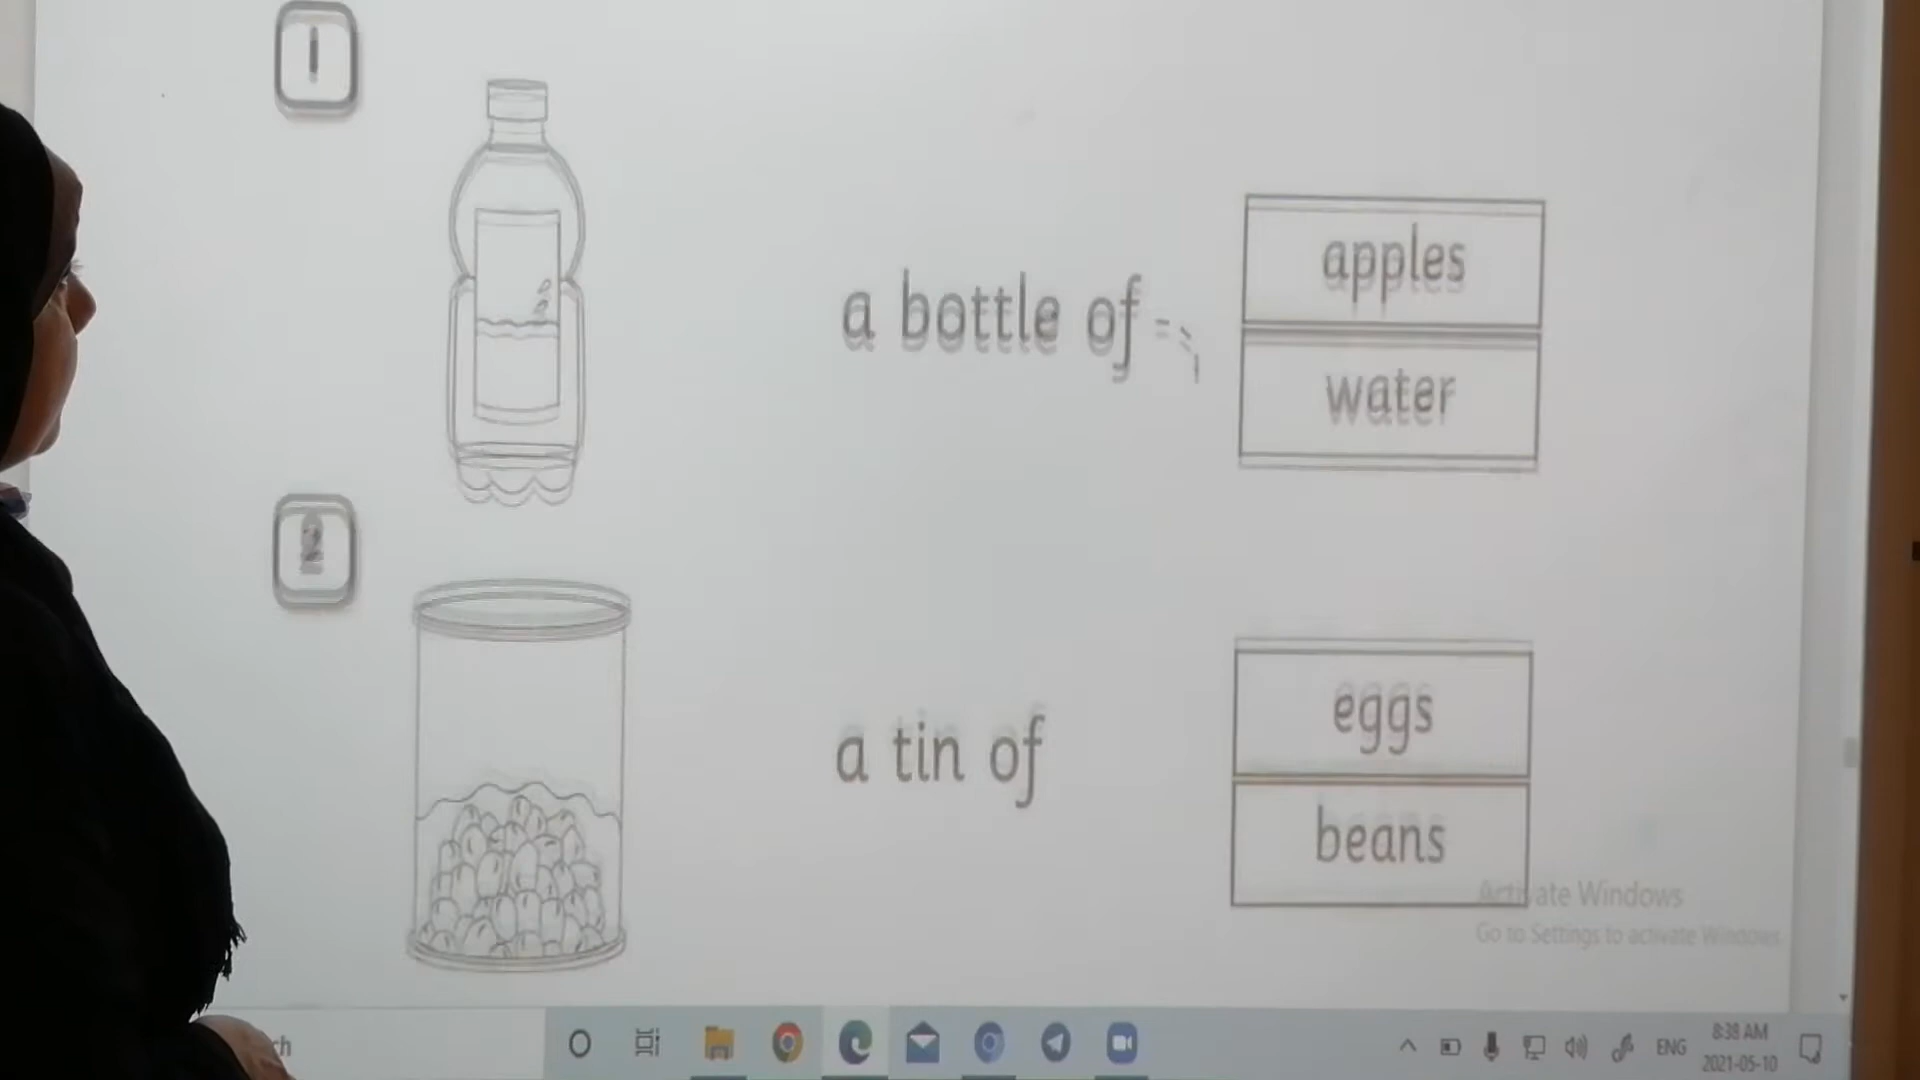 1
a bottle of
apples
water
2
a tin of
eggs
beans
Activate Windows
Go to Settings to activate Windows.
ch
ENG
8:38 AM
2021-05-10